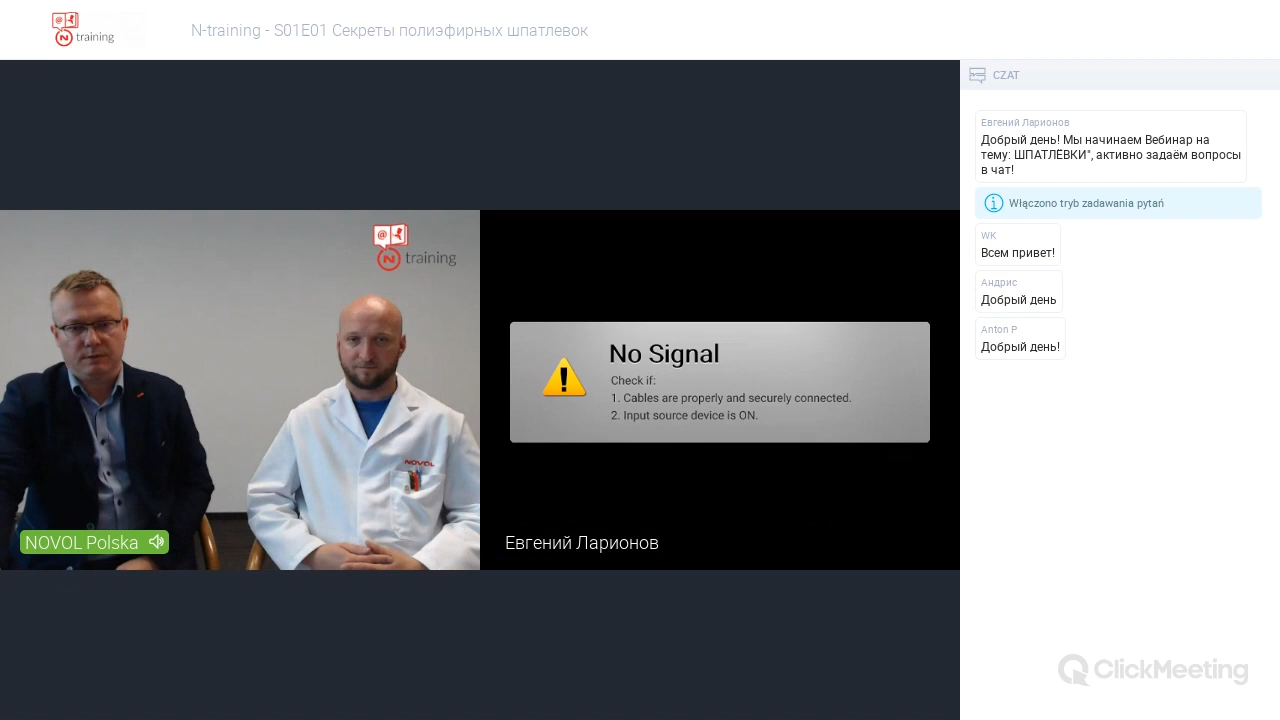 @
N training
N-training - S01E01 Секреты полиэфирных шпатлевок
CZAT
Евгений Ларионов
Добрый день! Мы начинаем Вебинар на
тему: ШПАТЛЁВКИ", активно задаём вопросы
в чат!
Włączono tryb zadawania pytań
WK
Всем привет!
Андрис
Добрый день
Anton P
Добрый день!
@
N training
NOVOL
NOVOL Polska
No Signal
Check if:
1. Cables are properly and securely connected.
2. Input source device is ON.
Евгений Ларионов
ClickMeeting